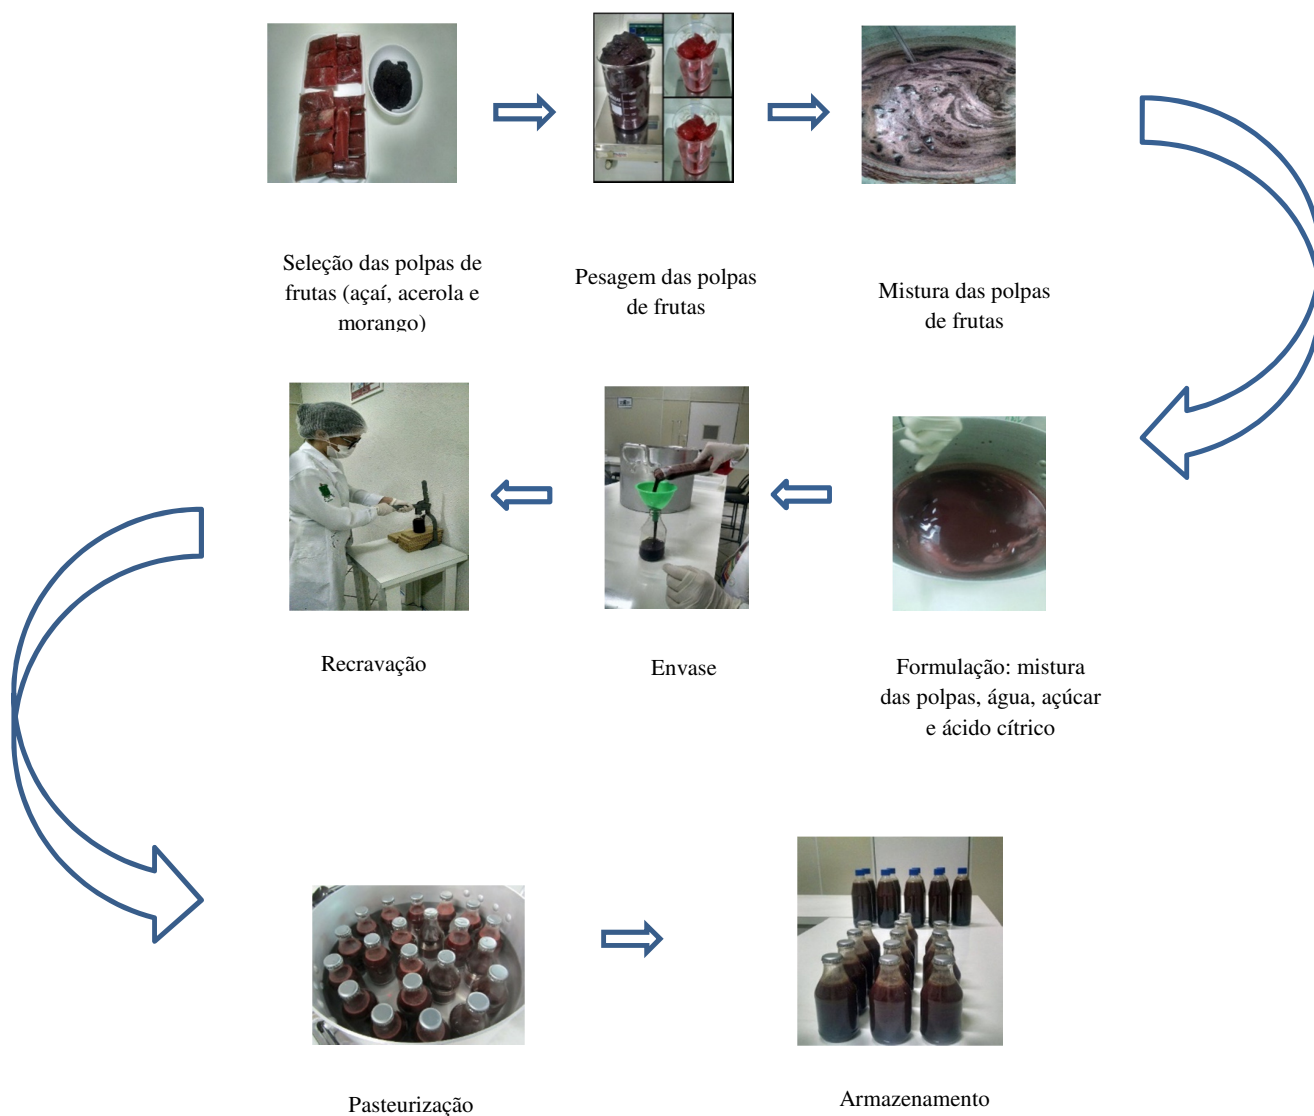 Seleção das polpas de
frutas (açaí, acerola e
morango)
Pesagem das polpas
de frutas
Mistura das polpas
de frutas
Recravação
Envase
Formulação: mistura
das polpas, água, açúcar
e ácido cítrico
Pasteurização
Armazenamento